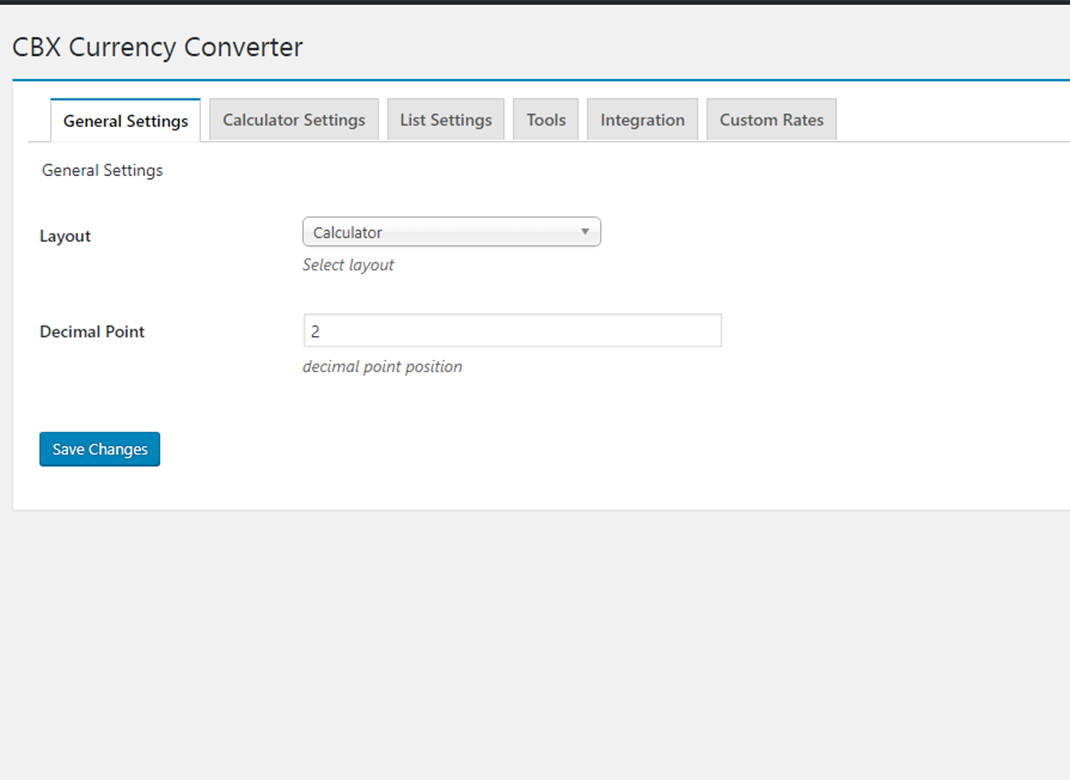 CBX Currency Converter
General Settings Calculator Settings List Settings Tools Integration Custom Rates
General Settings
Layout Calculator
Select layout
Decimal Point 2
decimal point position
Save Changes